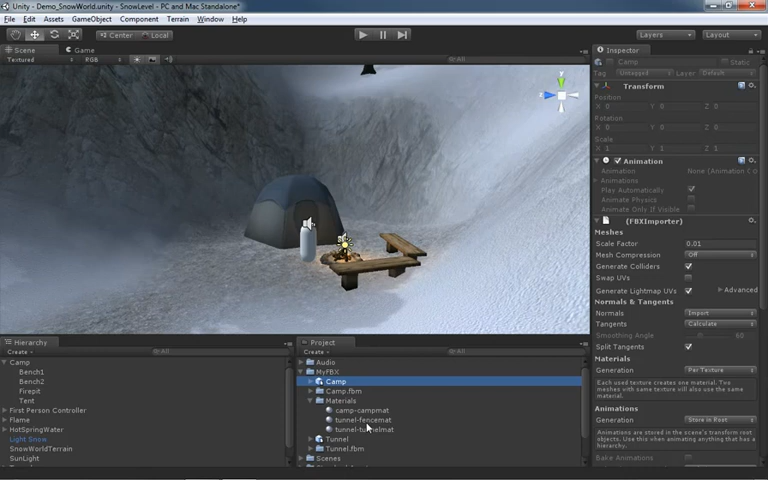 Unity - Demo_SnowWorld.unity - SnowLevel - PC and Mac Standalone*
File Edit Assets GameObject Component Terrain Window Help
Center Local Layers Layout
Scene Game
Textured RGB All
Inspector
Camp Static
Tag Untagged Layer Default
Transform
Position
X 0 Y 0 Z 0
Rotation
X 0 Y 0 Z 0
Scale
X 1 Y 1 Z 1
Animation
Animation None (Animation C
Animations
Play Automatically
Animate Physics
Animate Only If Visible
(FBXImporter)
Meshes
Scale Factor 0.01
Mesh Compression Off
Generate Colliders
Swap UVs
Generate Lightmap UVs Advanced
Normals & Tangents
Normals Import
Tangents Calculate
Smoothing Angle 60
Split Tangents
Materials
Generation Per Texture
Each used texture creates one material. Two
meshes with same texture will also use the
same material.
Animations
Generation Store in Root
Animations are stored in the scene's transform root
objects. Use this when animating anything that has a
hierarchy.
Bake Animations
Hierarchy
Create All
Camp
Bench1
Bench2
Firepit
Tent
First Person Controller
Flame
HotSpringWater
Light Snow
SnowWorldTerrain
SunLight
Project
Create All
Audio
MyFBX
Camp
Camp.fbm
Materials
camp-campmat
tunnel-fencemat
tunnel-tunnelmat
Tunnel
Tunnel.fbm
Scenes